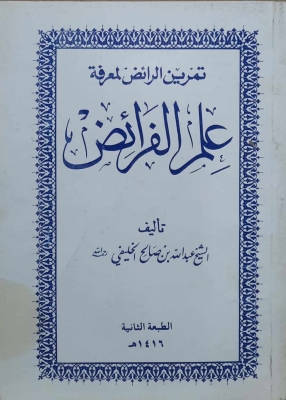 تمرين الرائض لمعرفة
علم الفرائض
تأليف
الشيخ عبدالله بن صالح الخليفي رحمه الله
الطبعة الثانية
١٤١٦هـ